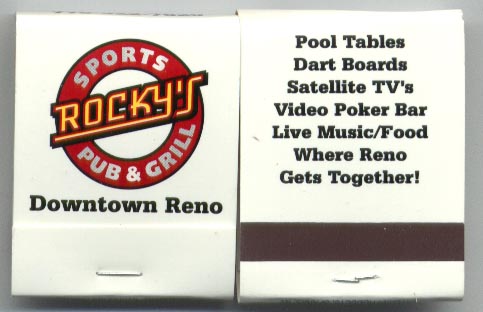 SPORTS
ROCKY'S
PUB & GRILL
Downtown Reno
Pool Tables
Dart Boards
Satellite TV's
Video Poker Bar
Live Music/Food
Where Reno
Gets Together!